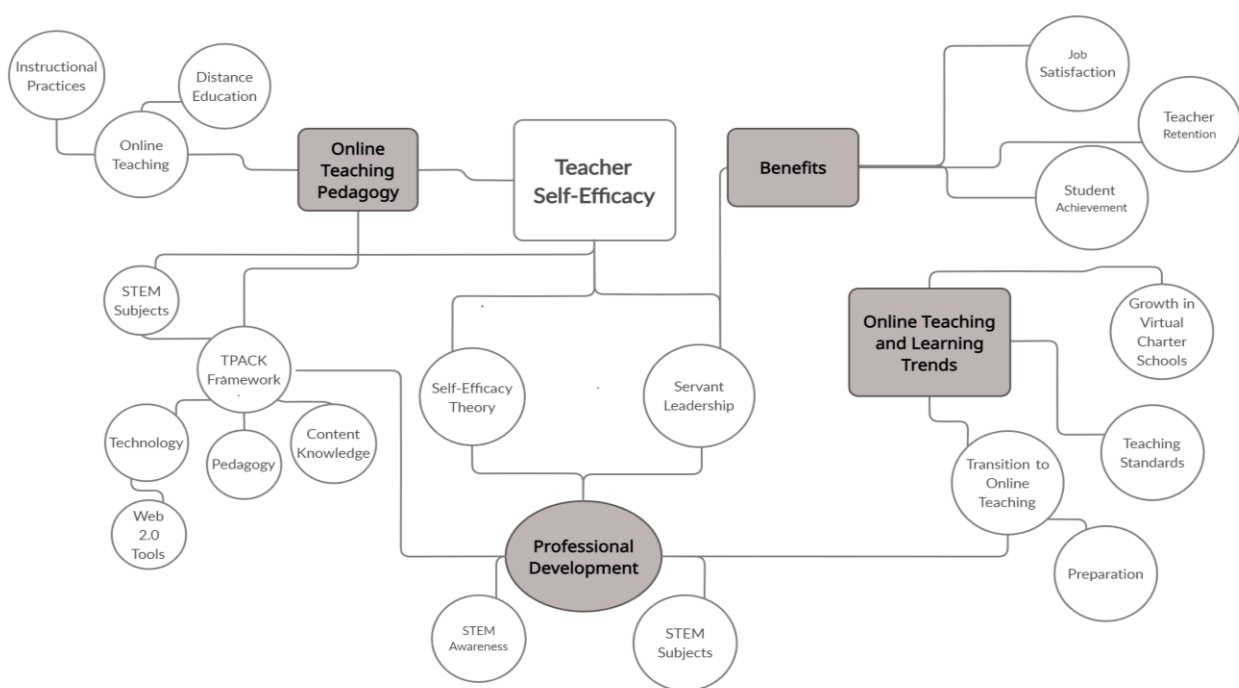 Instructional
Practices
Distance
Education
Online
Teaching
Online
Teaching
Pedagogy
Teacher
Self-Efficacy
Benefits
Job
Satisfaction
Teacher
Retention
Student
Achievement
STEM
Subjects
TPACK
Framework
Technology
Pedagogy
Content
Knowledge
Web
2.0
Tools
Self-Efficacy
Theory
Servant
Leadership
Online Teaching
and Learning
Trends
Growth in
Virtual
Charter
Schools
Teaching
Standards
Transition to
Online
Teaching
Preparation
Professional
Development
STEM
Awareness
STEM
Subjects